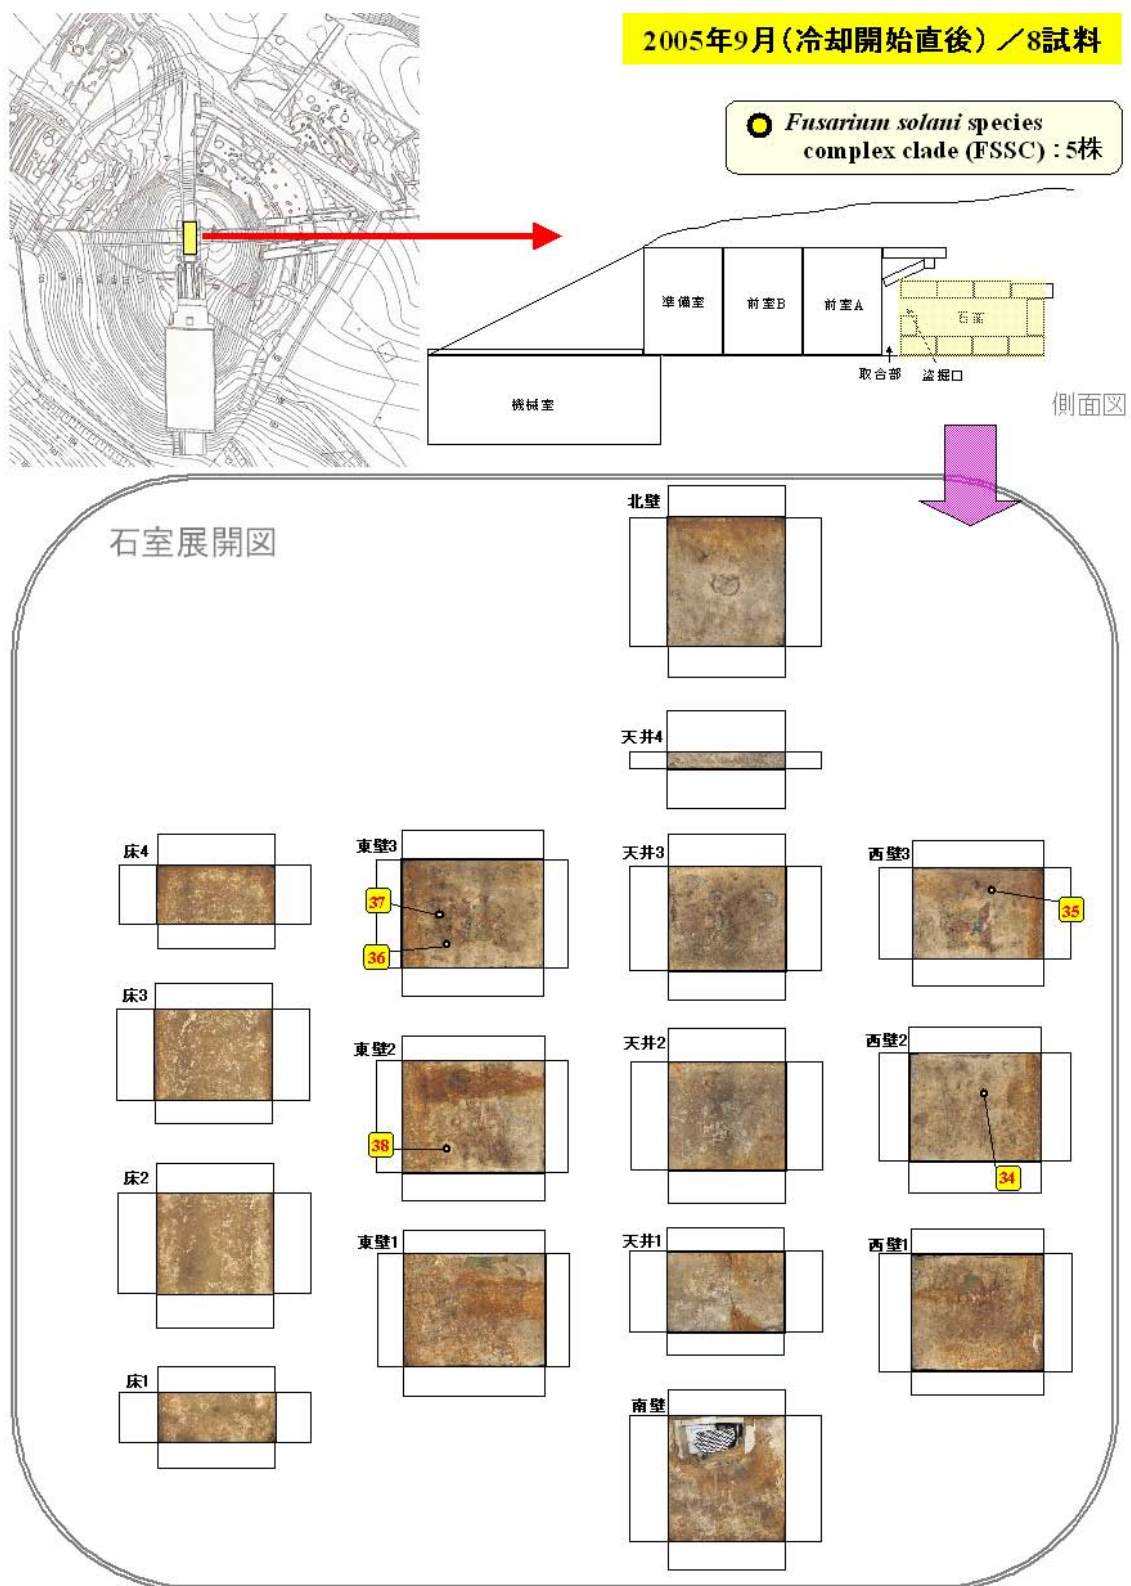 2005年9月(冷却開始直後)／8試料
Fusarium solani species
complex clade (FSSC) : 5株
準備室
前室B
前室A
石室
取合部
盗掘口
機械室
側面図
石室展開図
北壁
天井4
床4
東壁3
天井3
西壁3
37
36
35
床3
東壁2
天井2
西壁2
38
34
床2
東壁1
天井1
西壁1
床1
南壁